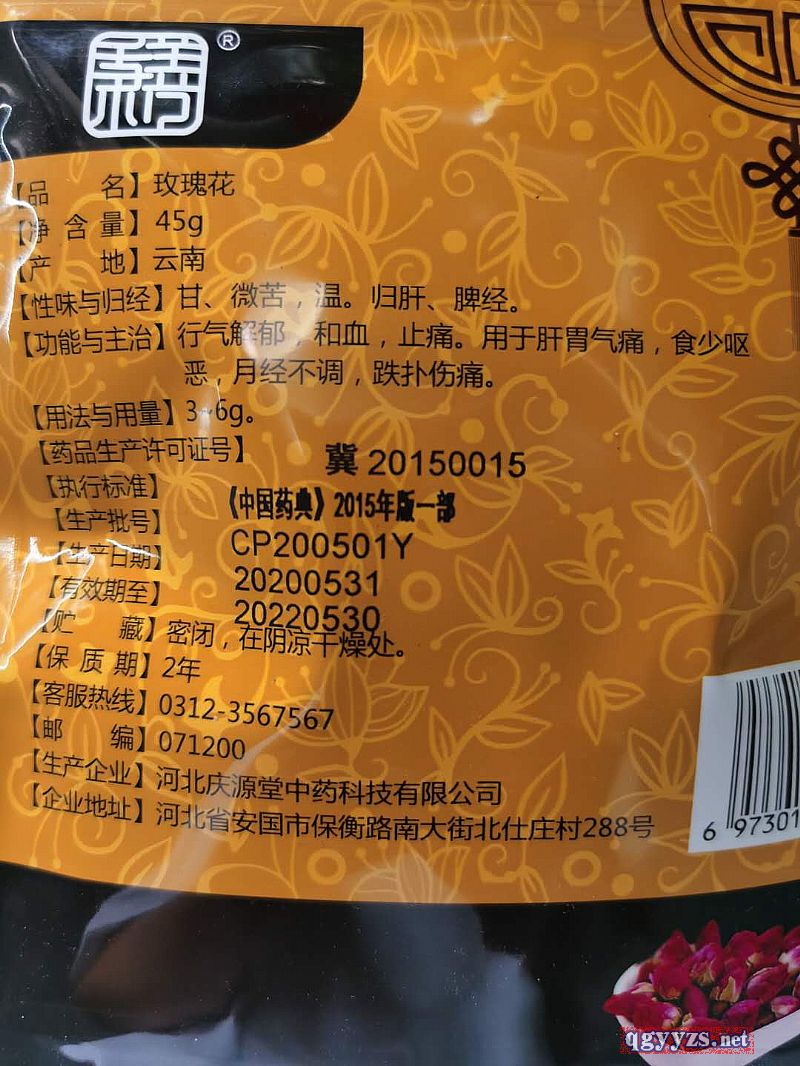 ®
【品 名】玫瑰花
【净 含 量】45g
【产 地】云南
【性味与归经】甘、微苦，温。归肝、脾经。
【功能与主治】行气解郁，和血，止痛。用于肝胃气痛，食少呕
恶，月经不调，跌扑伤痛。
【用法与用量】3~6g。
【药品生产许可证号】 冀 20150015
【执行标准】 《中国药典》2015年版一部
【生产批号】 CP200501Y
【生产日期】 20200531
【有效期至】 20220530
【贮 藏】密闭，在阴凉干燥处。
【保 质 期】2年
【客服热线】0312-3567567
【邮 编】071200
【生产企业】河北庆源堂中药科技有限公司
【企业地址】河北省安国市保衡路南大街北仕庄村288号
6 97301
qgyyzs.net